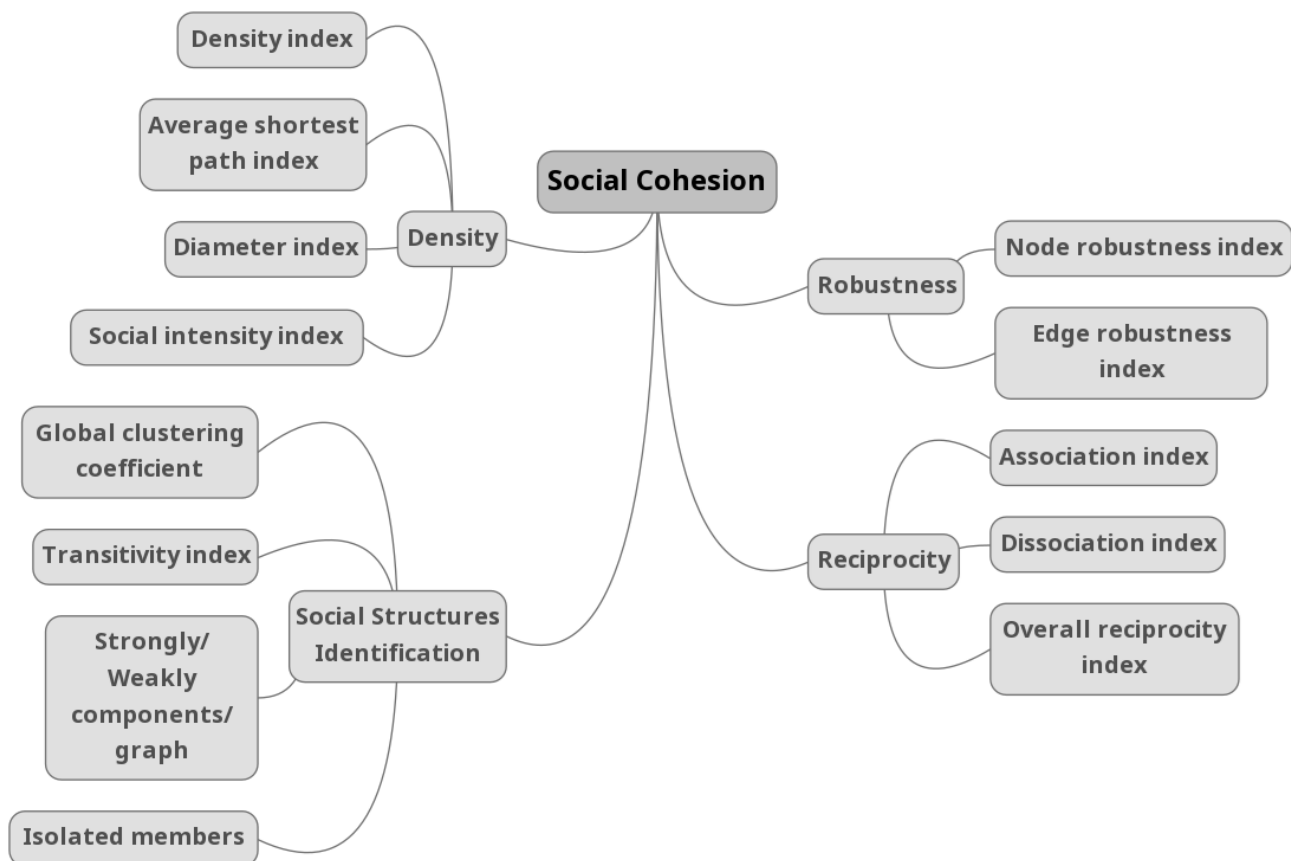 Social Cohesion
Density
Density index
Average shortest
path index
Diameter index
Social intensity index
Social Structures
Identification
Global clustering
coefficient
Transitivity index
Strongly/
Weakly
components/
graph
Isolated members
Robustness
Node robustness index
Edge robustness
index
Reciprocity
Association index
Dissociation index
Overall reciprocity
index